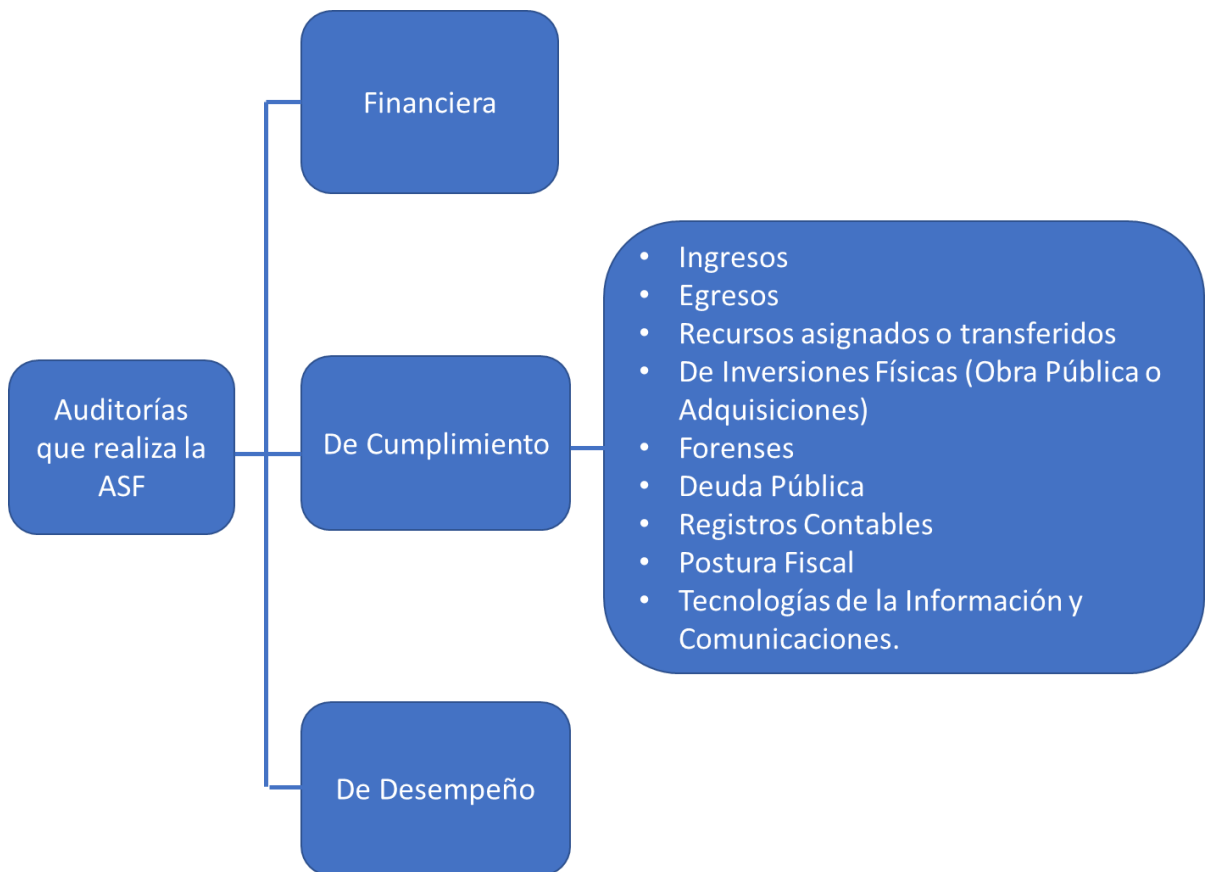 Financiera
Auditorías
que realiza la
ASF
De Cumplimiento
• Ingresos
• Egresos
• Recursos asignados o transferidos
• De Inversiones Físicas (Obra Pública o
Adquisiciones)
• Forenses
• Deuda Pública
• Registros Contables
• Postura Fiscal
• Tecnologías de la Información y
Comunicaciones.
De Desempeño